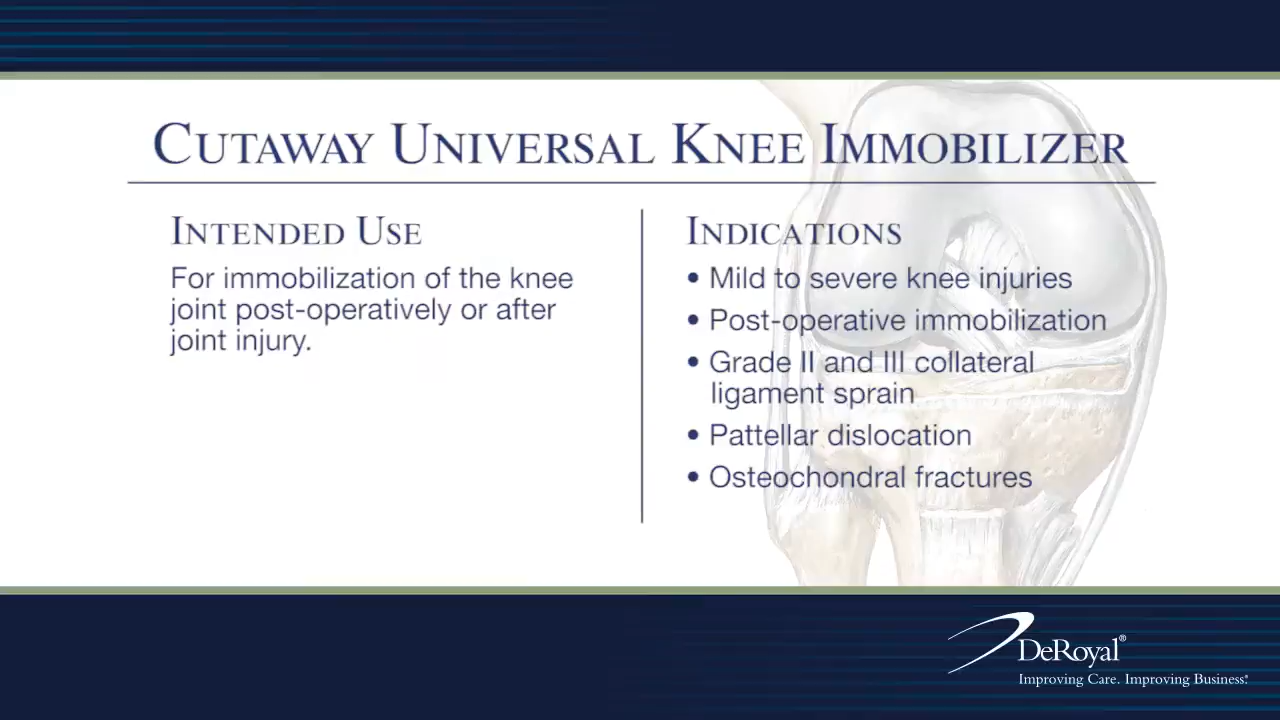 CUTAWAY UNIVERSAL KNEE IMMOBILIZER
INTENDED USE
For immobilization of the knee
joint post-operatively or after
joint injury.
INDICATIONS
• Mild to severe knee injuries
• Post-operative immobilization
• Grade II and III collateral
ligament sprain
• Pattellar dislocation
• Osteochondral fractures
DeRoyal®
Improving Care. Improving Business.®